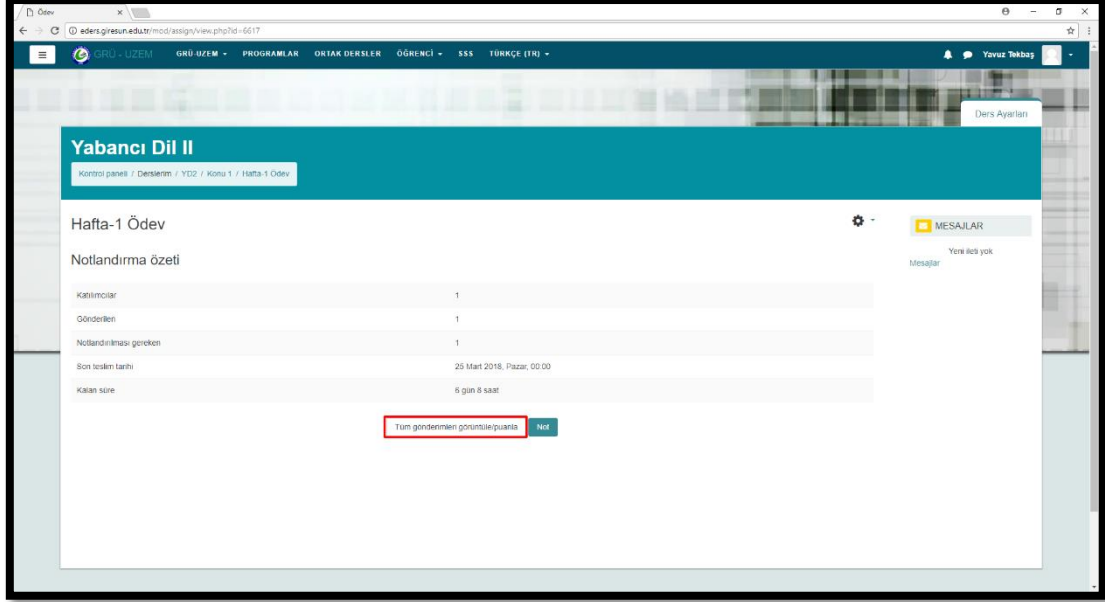 Ödev
eders.giresun.edu.tr/mod/assign/view.php?id=6617
GRÜ - UZEM GRÜ-UZEM PROGRAMLAR ORTAK DERSLER ÖĞRENCİ SSS TÜRKÇE (TR) Yavuz Tekbaş
Ders Ayarları
Yabancı Dil II
Kontrol paneli / Derslerim / YD2 / Konu 1 / Hafta-1 Ödev
Hafta-1 Ödev
MESAJLAR
Yeni ileti yok
Mesajlar
Notlandırma özeti
Katılımcılar 1
Gönderilen 1
Notlandırılması gereken 1
Son teslim tarihi 25 Mart 2018, Pazar, 00:00
Kalan süre 6 gün 8 saat
Tüm gönderimleri görüntüle/puanla Not